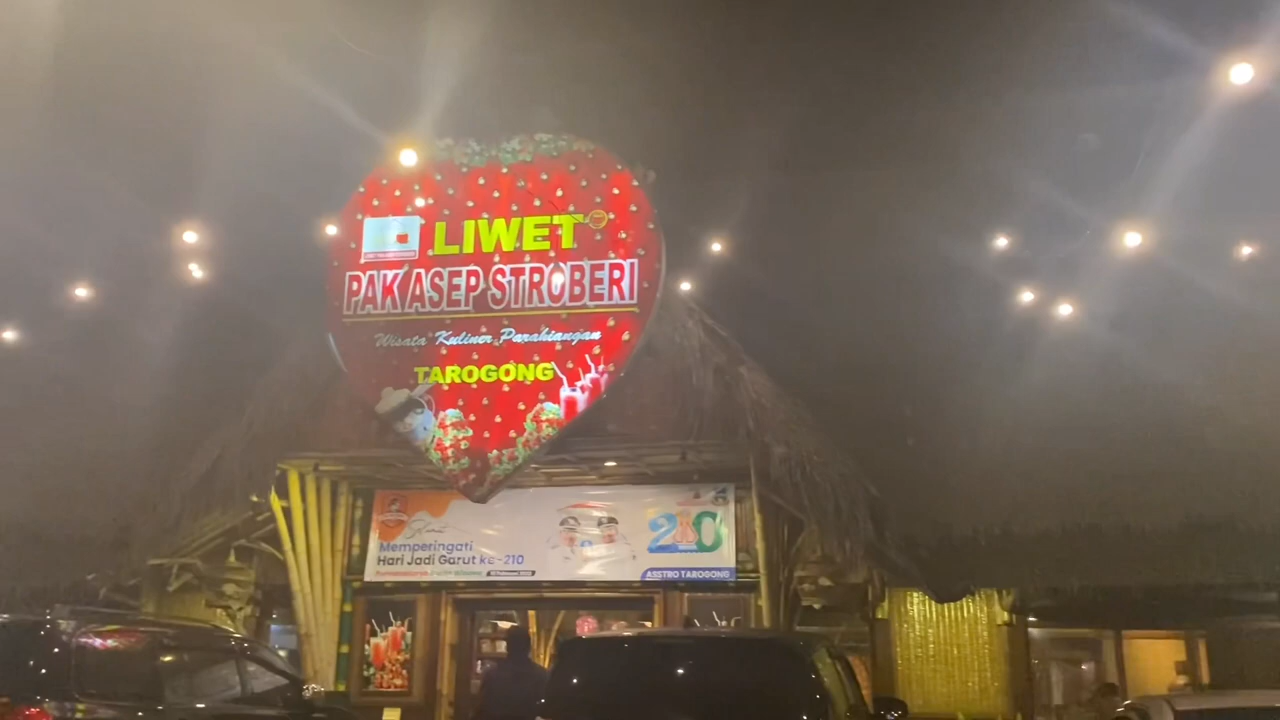 LIWET
PAK ASEP STROBERI
Wisata Kuliner Parahiangan
TAROGONG
Memperingati
Hari Jadi Garut ke-210
210
ASSTRO TAROGONG